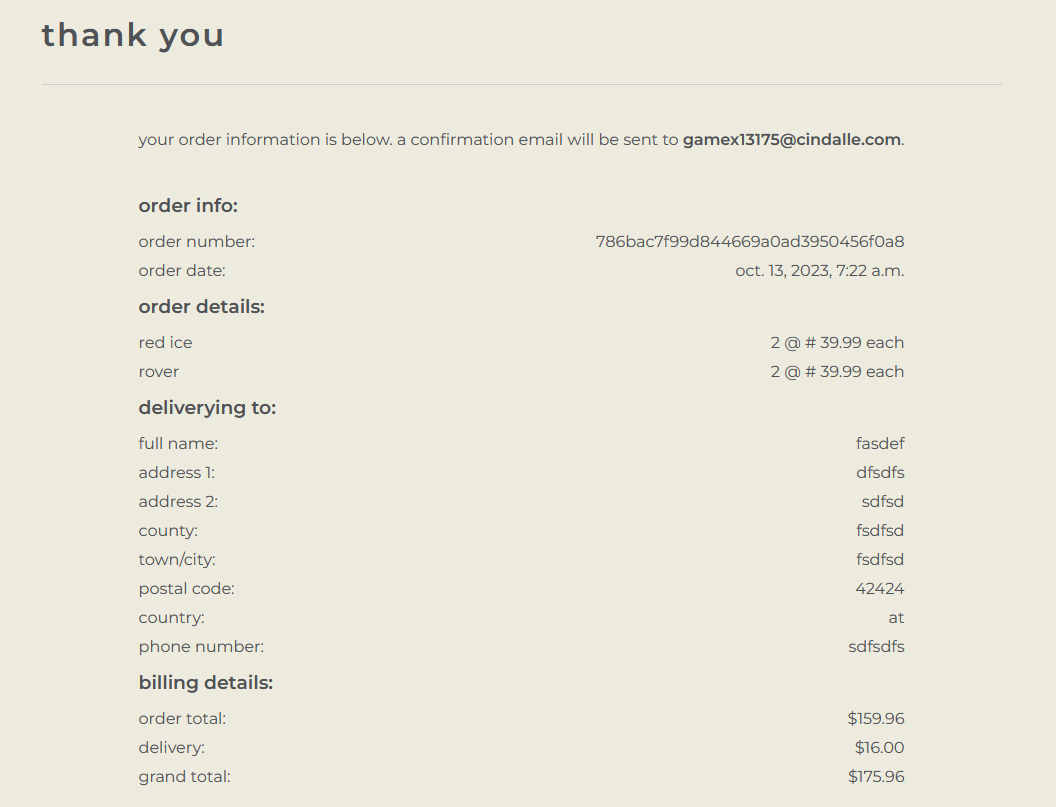 thank you
your order information is below. a confirmation email will be sent to gamex13175@cindalle.com.
order info:
order number: 786bac7f99d844669a0ad3950456f0a8
order date: oct. 13, 2023, 7:22 a.m.
order details:
red ice 2 @ # 39.99 each
rover 2 @ # 39.99 each
deliverying to:
full name: fasdef
address 1: dfsdfs
address 2: sdfsd
county: fsdfsd
town/city: fsdfsd
postal code: 42424
country: at
phone number: sdfsdfs
billing details:
order total: $159.96
delivery: $16.00
grand total: $175.96